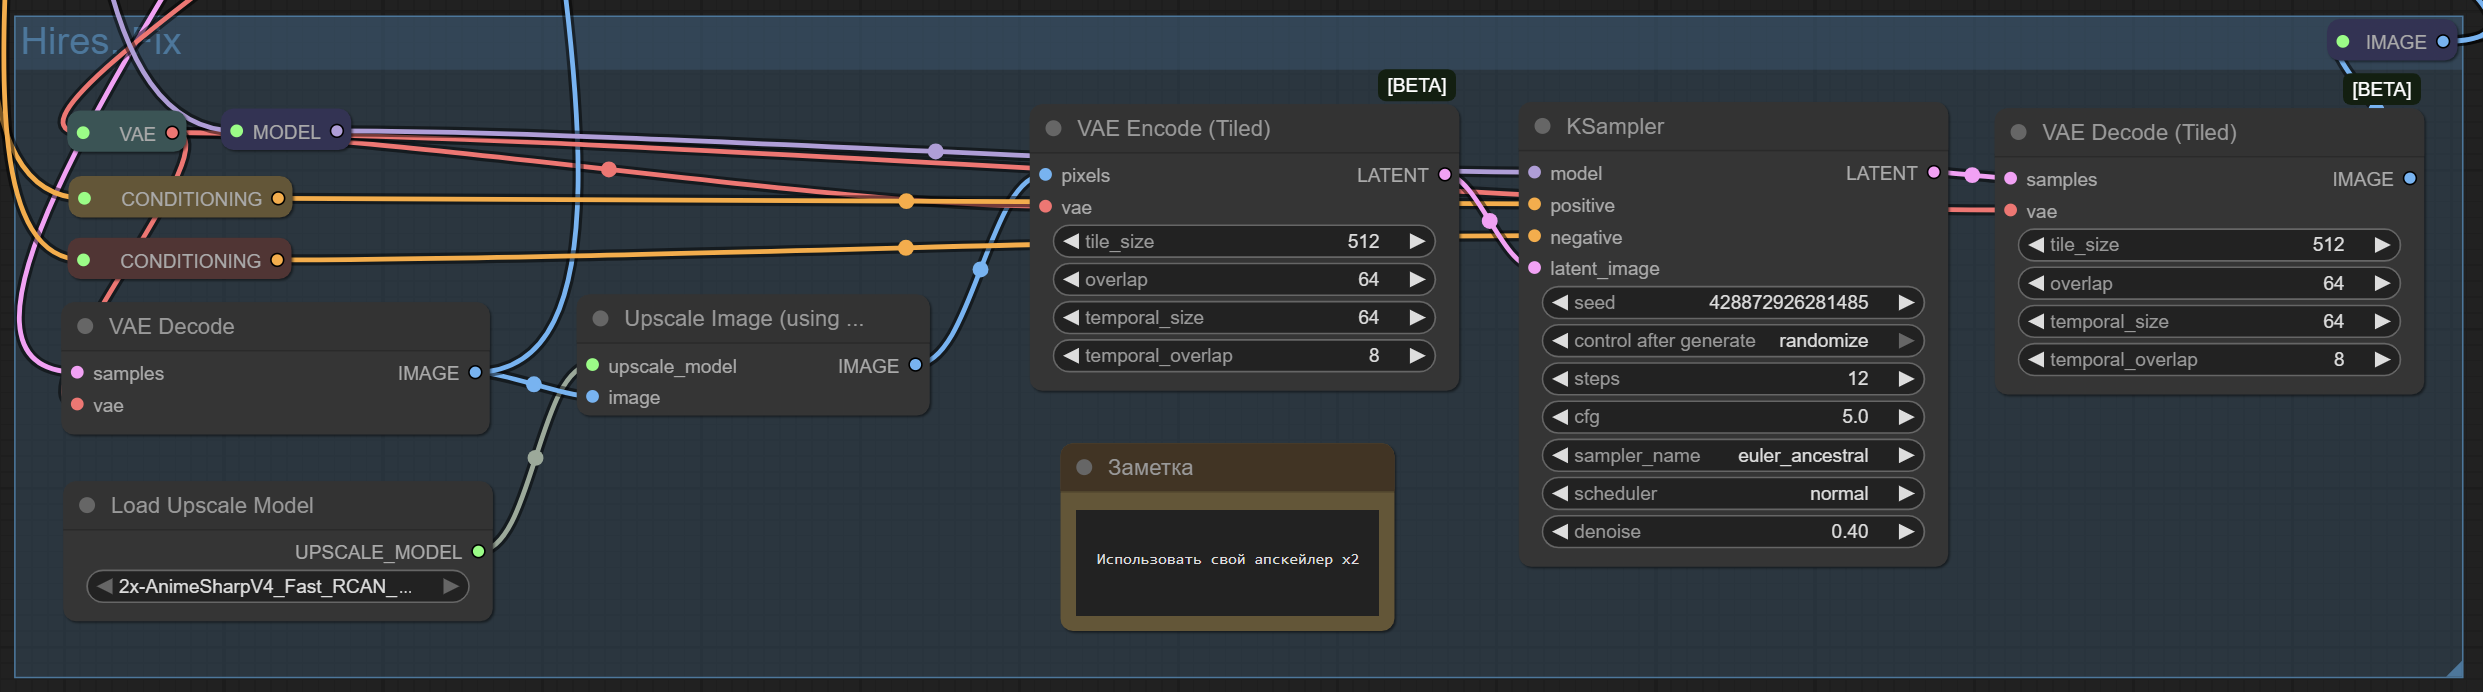 Hires. Fix
IMAGE
[BETA]
[BETA]
VAE
MODEL
CONDITIONING
CONDITIONING
VAE Decode
samples
IMAGE
vae
Load Upscale Model
UPSCALE_MODEL
2x-AnimeSharpV4_Fast_RCAN_...
Upscale Image (using ...
upscale_model
IMAGE
image
VAE Encode (Tiled)
pixels
LATENT
vae
tile_size 512
overlap 64
temporal_size 64
temporal_overlap 8
Заметка
Использовать свой апскейлер x2
KSampler
model
LATENT
positive
negative
latent_image
seed 428872926281485
control after generate randomize
steps 12
cfg 5.0
sampler_name euler_ancestral
scheduler normal
denoise 0.40
VAE Decode (Tiled)
samples
IMAGE
vae
tile_size 512
overlap 64
temporal_size 64
temporal_overlap 8